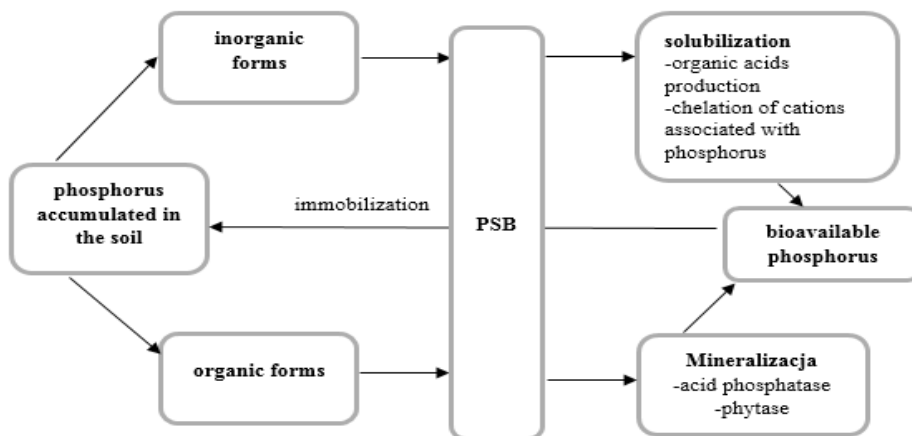 inorganic
forms
solubilization
-organic acids
production
-chelation of cations
associated with
phosphorus
phosphorus
accumulated in
the soil
immobilization
PSB
bioavailable
phosphorus
organic forms
Mineralizacja
-acid phosphatase
-phytase